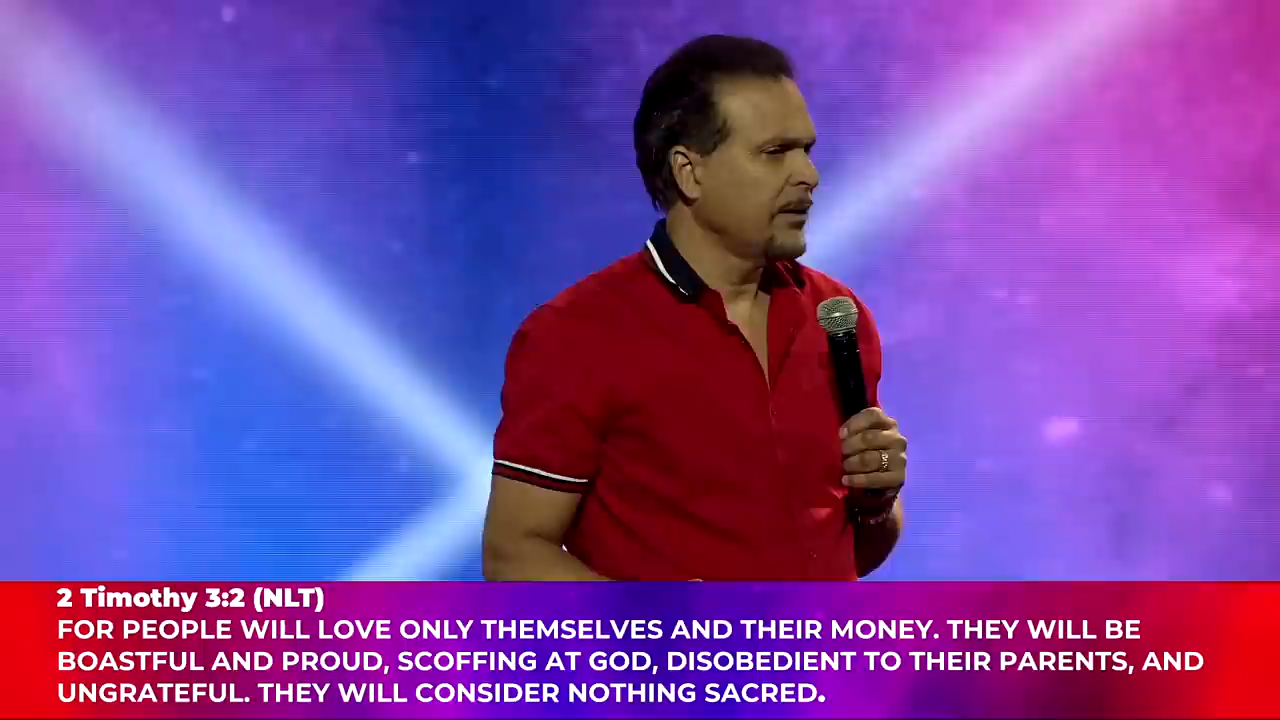 2 Timothy 3:2 (NLT)
FOR PEOPLE WILL LOVE ONLY THEMSELVES AND THEIR MONEY. THEY WILL BE
BOASTFUL AND PROUD, SCOFFING AT GOD, DISOBEDIENT TO THEIR PARENTS, AND
UNGRATEFUL. THEY WILL CONSIDER NOTHING SACRED.